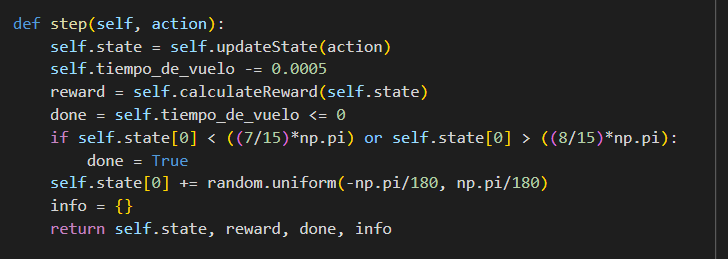 def step(self, action):
    self.state = self.updateState(action)
    self.tiempo_de_vuelo -= 0.0005
    reward = self.calculateReward(self.state)
    done = self.tiempo_de_vuelo <= 0
    if self.state[0] < ((7/15)*np.pi) or self.state[0] > ((8/15)*np.pi):
        done = True
    self.state[0] += random.uniform(-np.pi/180, np.pi/180)
    info = {}
    return self.state, reward, done, info